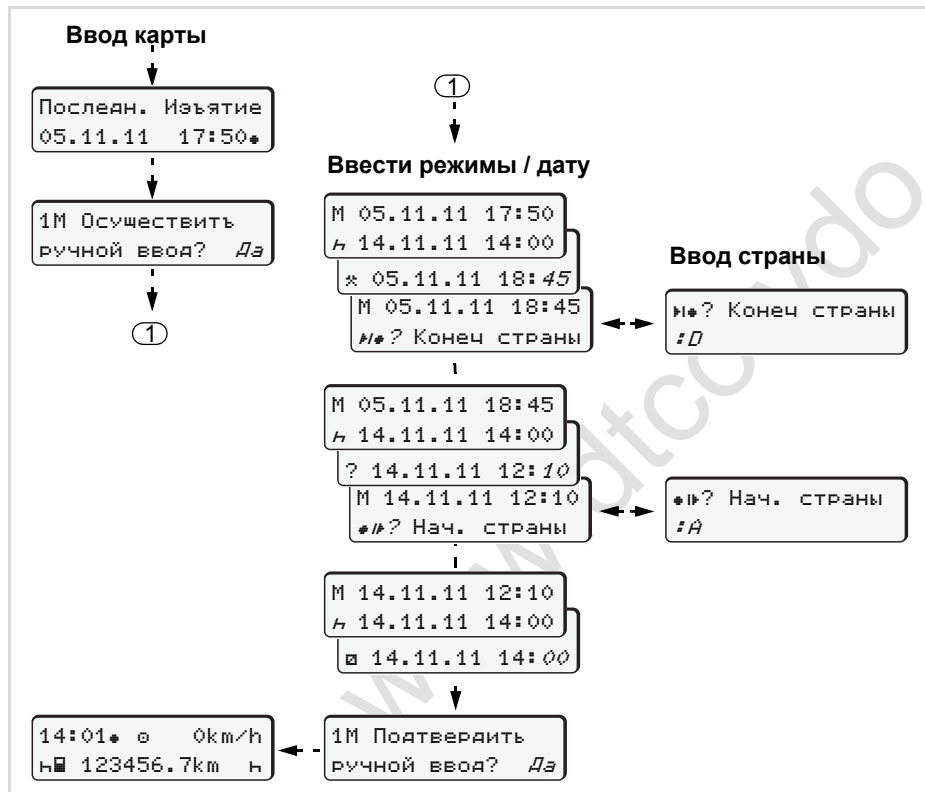 Ввод карты
Последн. Изъятие
05.11.11 17:50
1М Осуществить
ручной ввод? Да
1
1
Ввести режимы / дату
М 05.11.11 17:50
14.11.11 14:00
05.11.11 18:45
М 05.11.11 18:45
? Конец страны
Ввод страны
? Конец страны
:D
М 05.11.11 18:45
14.11.11 14:00
? 14.11.11 12:10
М 14.11.11 12:10
? Нач. страны
? Нач. страны
:A
М 14.11.11 12:10
14.11.11 14:00
14.11.11 14:00
1М Подтвердить
ручной ввод? Да
14:01 0km/h
123456.7km